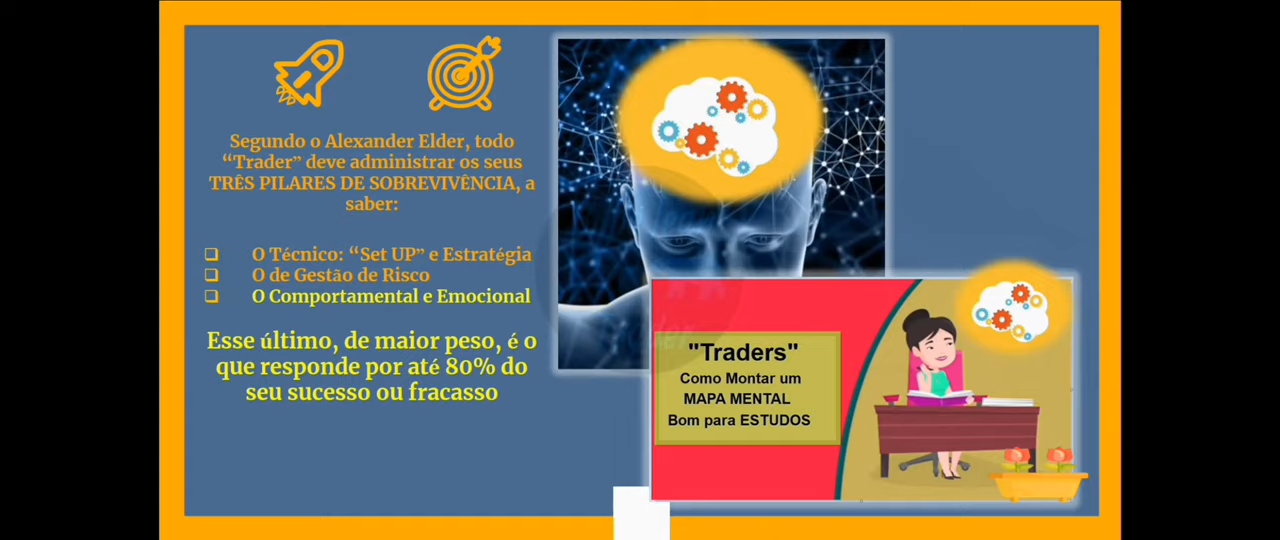 Segundo o Alexander Elder, todo
“Trader” deve administrar os seus
TRÊS PILARES DE SOBREVIVÊNCIA, a
saber:
O Técnico: “Set UP” e Estratégia
O de Gestão de Risco
O Comportamental e Emocional
Esse último, de maior peso, é o
que responde por até 80% do
seu sucesso ou fracasso
"Traders"
Como Montar um
MAPA MENTAL
Bom para ESTUDOS